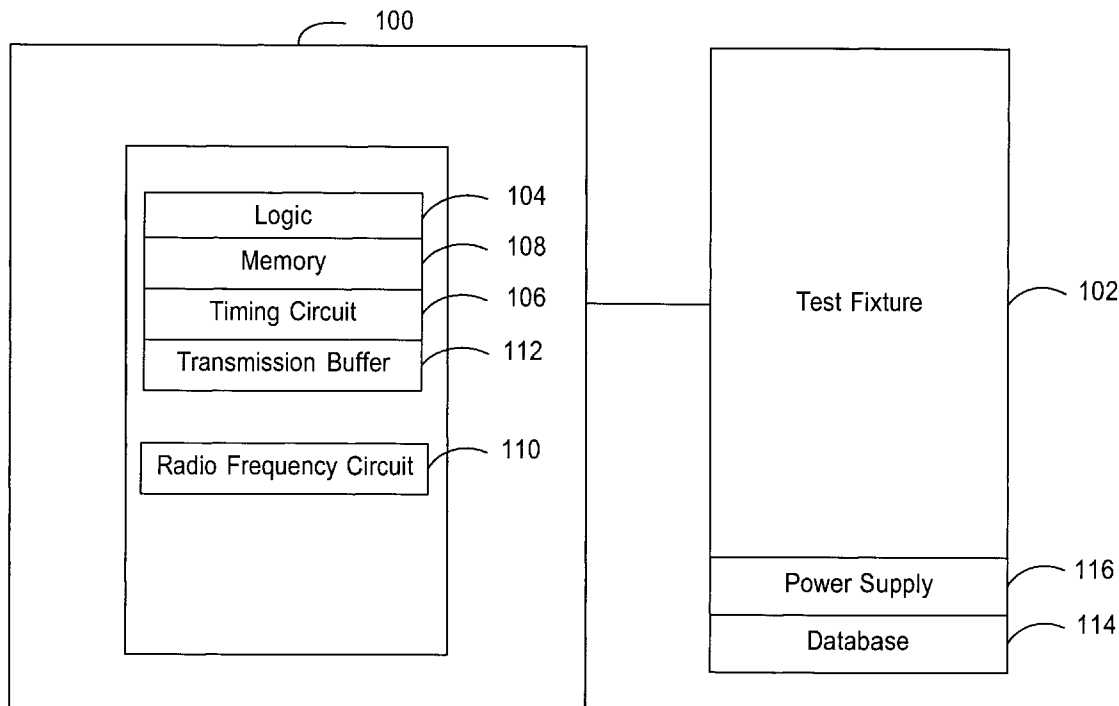 100
Logic
104
Memory
108
Timing Circuit
106
Transmission Buffer
112
Radio Frequency Circuit
110
Test Fixture
102
Power Supply
116
Database
114